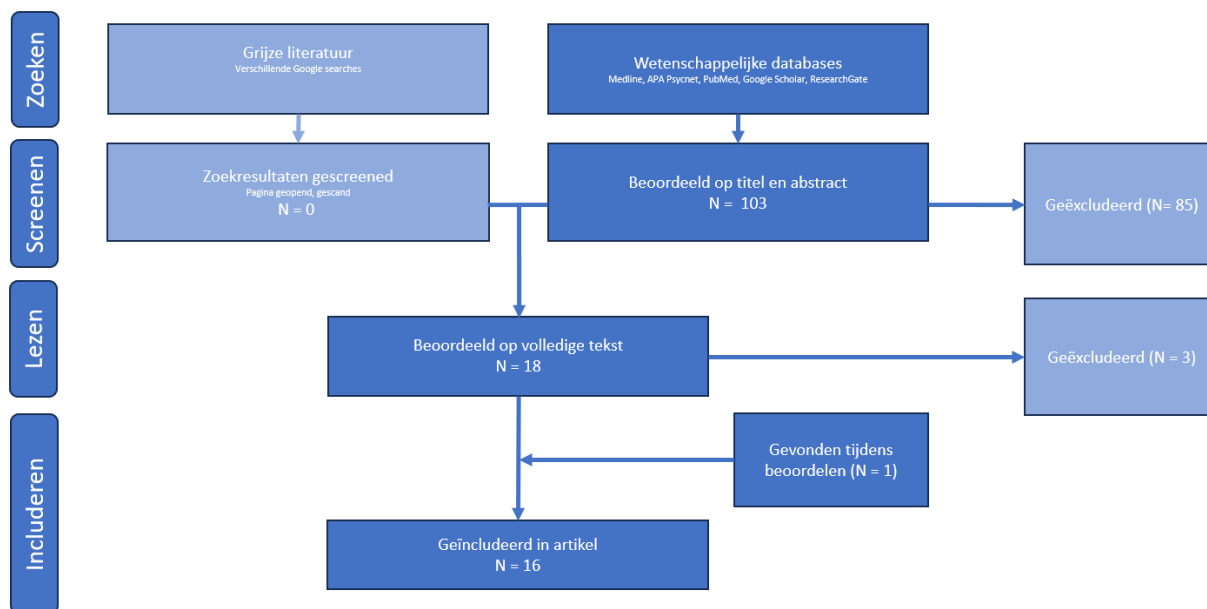 Zoeken
Grijze literatuur
Verschillende Google searches
Wetenschappelijke databases
Medline, APA Psycnet, PubMed, Google Scholar, ResearchGate
Screenen
Zoekresultaten gescreened
Pagina geopend, gescand
N = 0
Beoordeeld op titel en abstract
N = 103
Geëxcludeerd (N= 85)
Lezen
Beoordeeld op volledige tekst
N = 18
Geëxcludeerd (N = 3)
Includeren
Gevonden tijdens
beoordelen (N = 1)
Geïncludeerd in artikel
N = 16